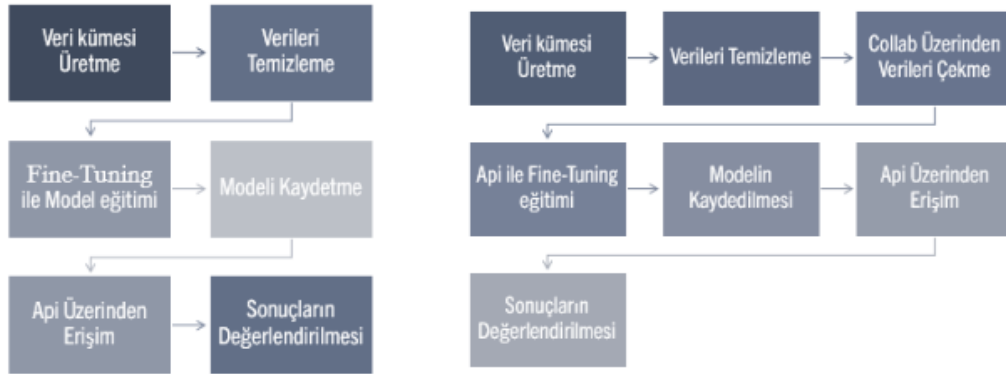 Veri kümesi
Üretme
Verileri
Temizleme
Fine-Tuning
ile Model eğitimi
Modeli Kaydetme
Api Üzerinden
Erişim
Sonuçların
Değerlendirilmesi
Veri kümesi
Üretme
Verileri Temizleme
Collab Üzerinden
Verileri Çekme
Api ile Fine-Tuning
eğitimi
Modelin
Kaydedilmesi
Api Üzerinden
Erişim
Sonuçların
Değerlendirilmesi